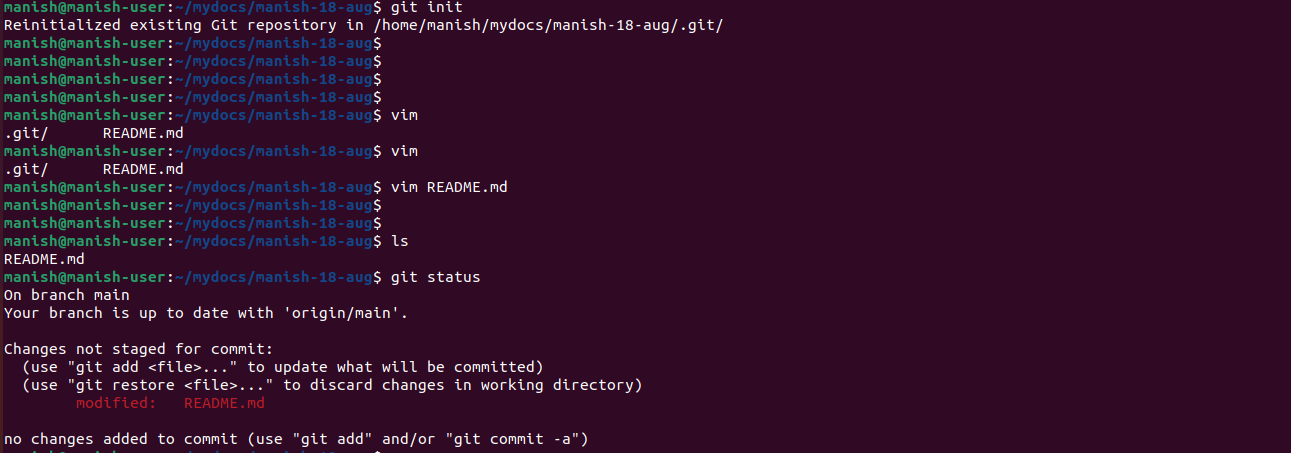 manish@manish-user:~/mydocs/manish-18-aug$ git init
Reinitialized existing Git repository in /home/manish/mydocs/manish-18-aug/.git/
manish@manish-user:~/mydocs/manish-18-aug$
manish@manish-user:~/mydocs/manish-18-aug$
manish@manish-user:~/mydocs/manish-18-aug$
manish@manish-user:~/mydocs/manish-18-aug$
manish@manish-user:~/mydocs/manish-18-aug$ vim
.git/      README.md
manish@manish-user:~/mydocs/manish-18-aug$ vim
.git/      README.md
manish@manish-user:~/mydocs/manish-18-aug$ vim README.md
manish@manish-user:~/mydocs/manish-18-aug$
manish@manish-user:~/mydocs/manish-18-aug$
manish@manish-user:~/mydocs/manish-18-aug$ ls
README.md
manish@manish-user:~/mydocs/manish-18-aug$ git status
On branch main
Your branch is up to date with 'origin/main'.

Changes not staged for commit:
  (use "git add <file>..." to update what will be committed)
  (use "git restore <file>..." to discard changes in working directory)
        modified:   README.md

no changes added to commit (use "git add" and/or "git commit -a")
manish@manish-user:~/mydocs/manish-18-aug$